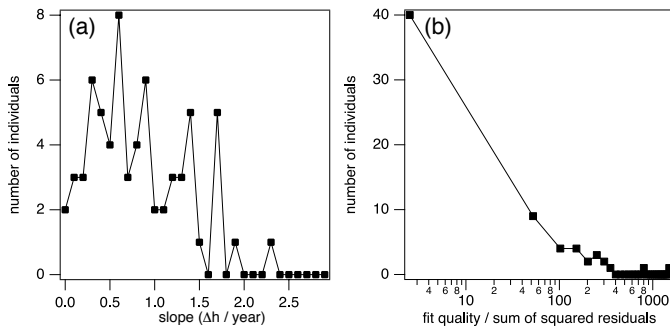 (a)
number of individuals
8
6
4
2
0
0.0 0.5 1.0 1.5 2.0 2.5
slope (Δh / year)
(b)
number of individuals
40
30
20
10
0
4 6 8 10 2 4 6 8 100 2 4 6 8 1000
fit quality / sum of squared residuals